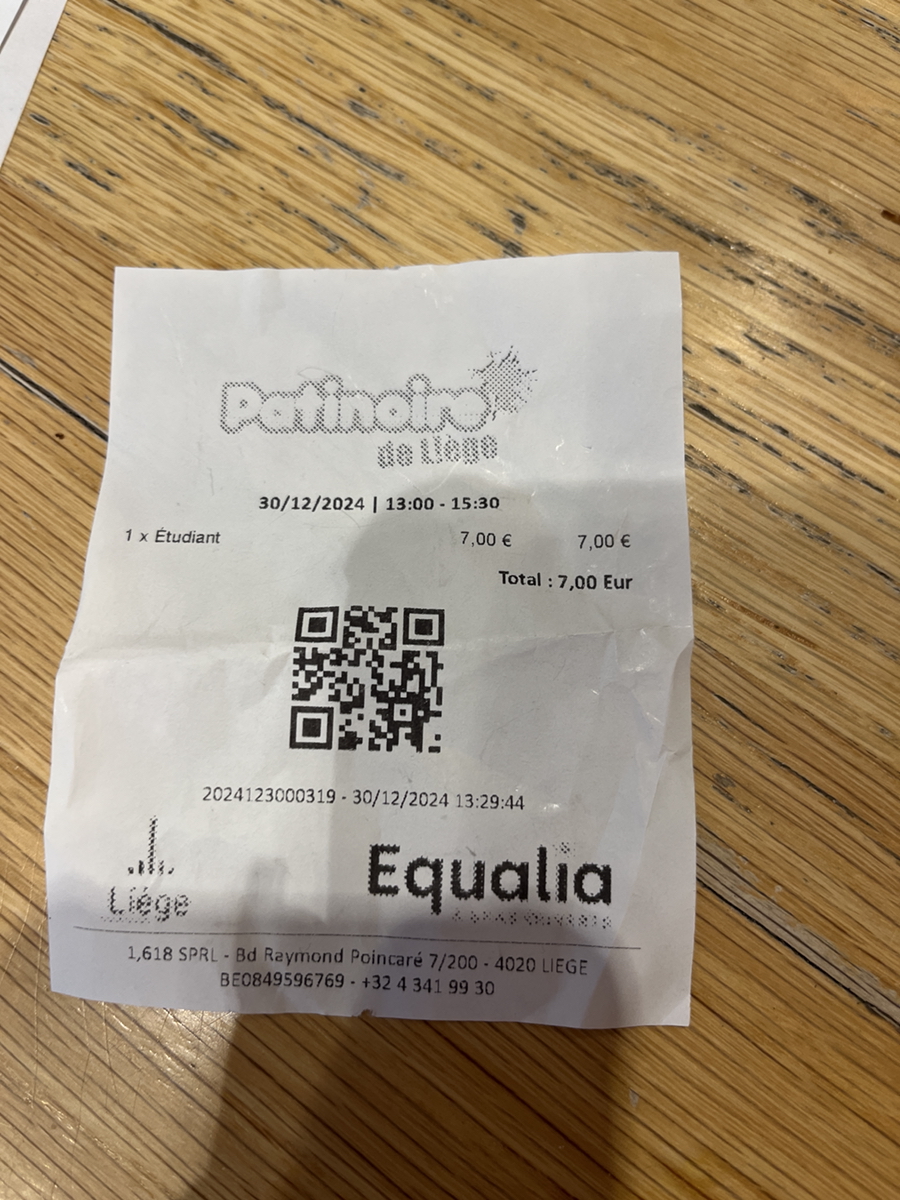 Patinoire
de Liège
30/12/2024 | 13:00 - 15:30
1 x Étudiant 7,00 € 7,00 €
Total : 7,00 Eur
2024123000319 - 30/12/2024 13:29:44
Liége
Equalia
1,618 SPRL - Bd Raymond Poincaré 7/200 - 4020 LIEGE
BE0849596769 - +32 4 341 99 30